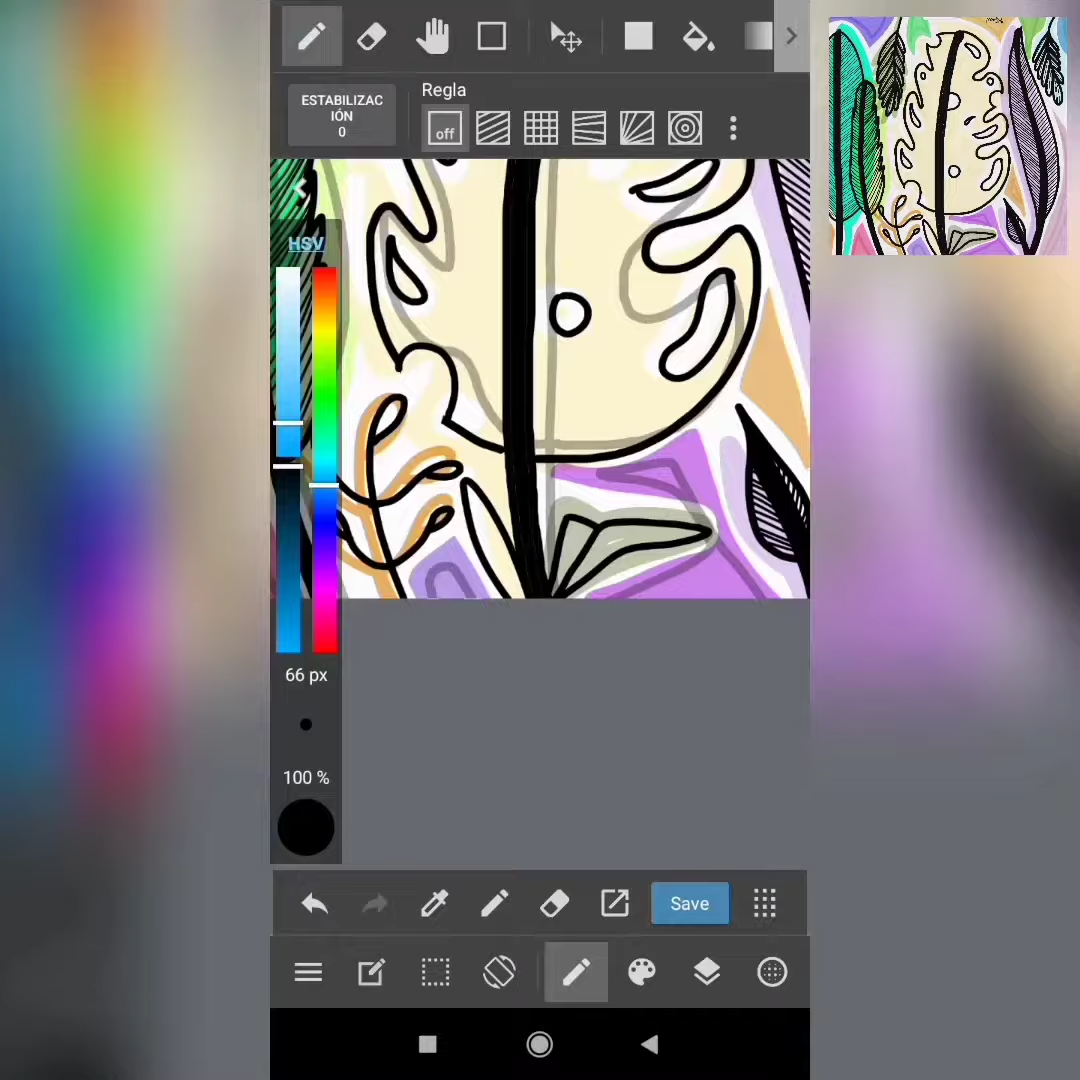 Regla
ESTABILIZAC
IÓN
0
off
HSV
66 px
100 %
Save